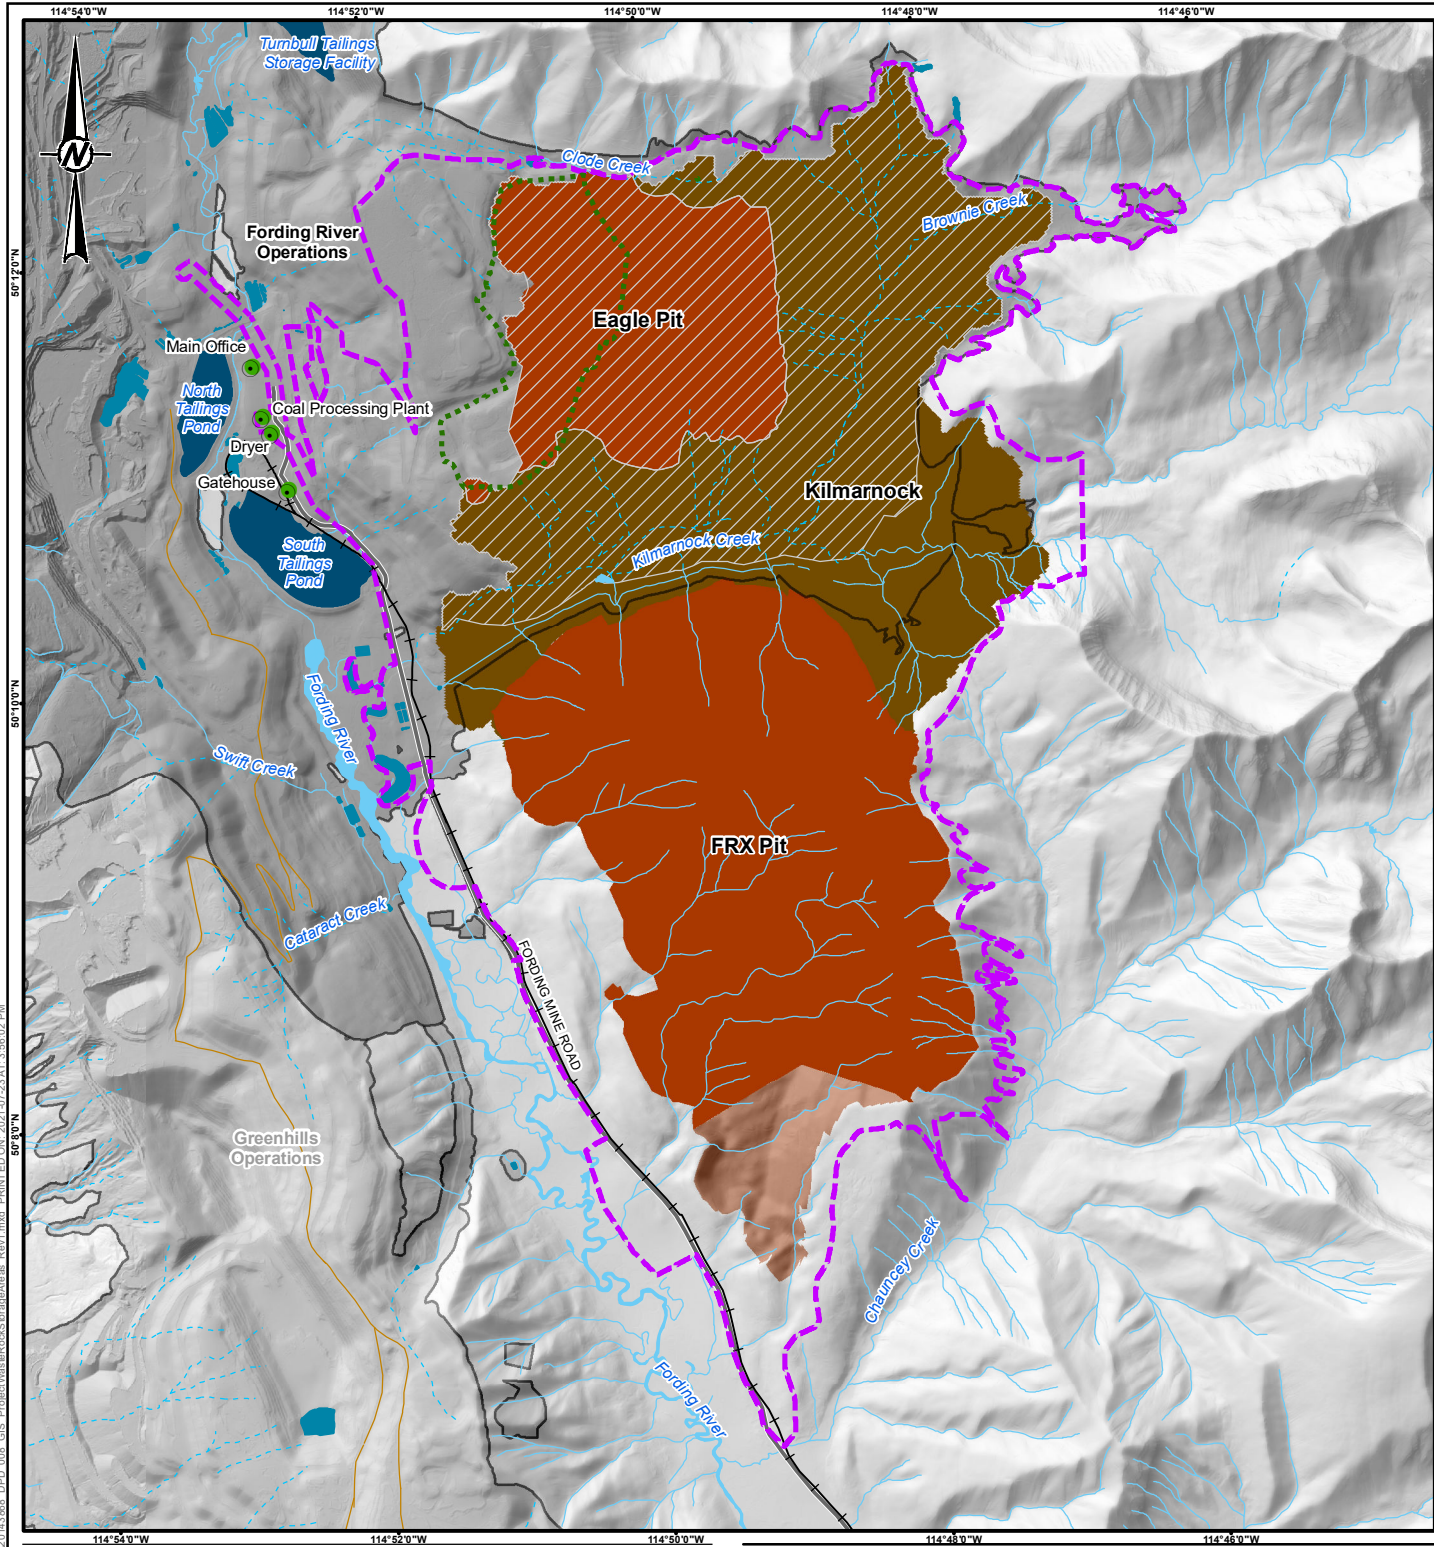 114°54'0"W
114°52'0"W
114°50'0"W
114°48'0"W
114°46'0"W
Turnbull Tailings
Storage Facility
N
Clode Creek
Brownie Creek
Fording River
Operations
50°12'0"N
Eagle Pit
Main Office
North
Tailings
Pond
Coal Processing Plant
Dryer
Gatehouse
Kilmarnock
Kilmarnock Creek
South
Tailings
Pond
50°10'0"N
Fording River
Swift Creek
FRX Pit
Cataract Creek
FORDING MINE ROAD
50°8'0"N
Greenhills
Operations
Chauncey Creek
Fording River
114°54'0"W
114°52'0"W
114°50'0"W
114°48'0"W
114°46'0"W